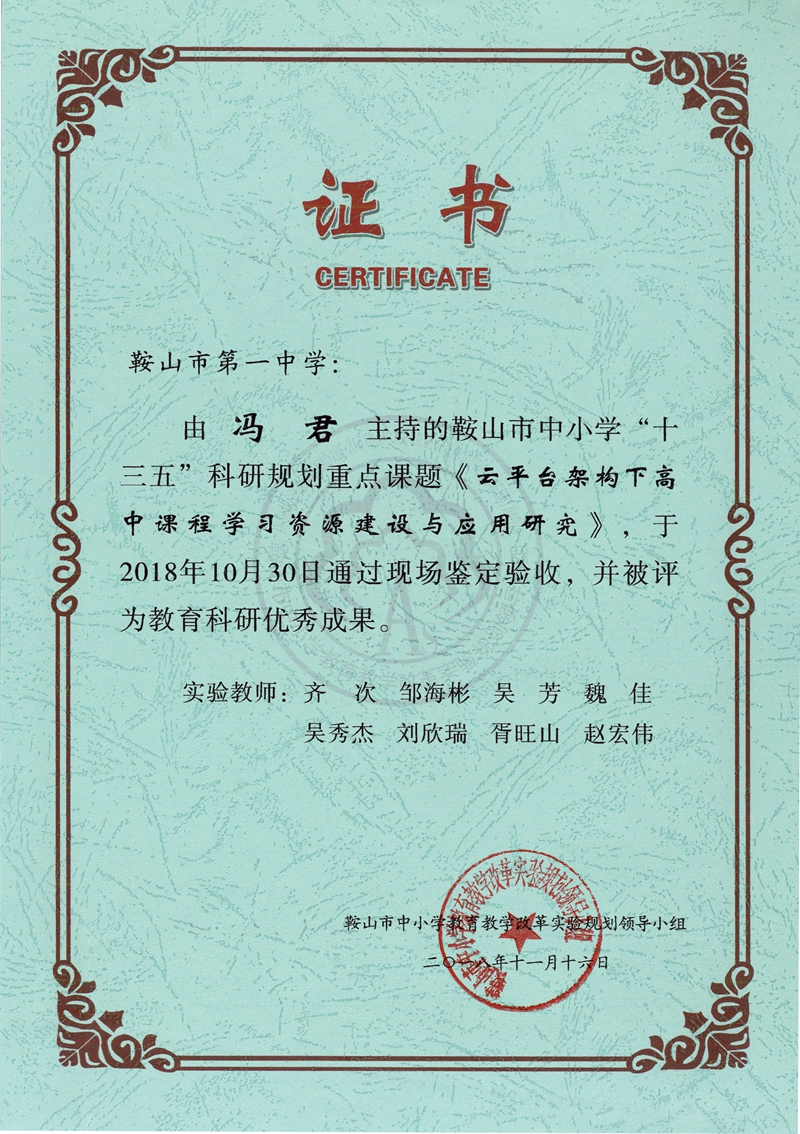 证 书
CERTIFICATE
鞍山市第一中学：
由 冯 君 主持的鞍山市中小学“十
三五”科研规划重点课题《云平台架构下高
中课程学习资源建设与应用研究》，于
2018年10月30日通过现场鉴定验收，并被评
为教育科研优秀成果。
实验教师：齐 次 邹海彬 吴 芳 魏 佳
吴秀杰 刘欣瑞 胥旺山 赵宏伟
鞍山市中小学教育教学改革实验规划领导小组
二〇一八年十一月十六日
鞍山市中小学教育教学改革实验规划领导小组